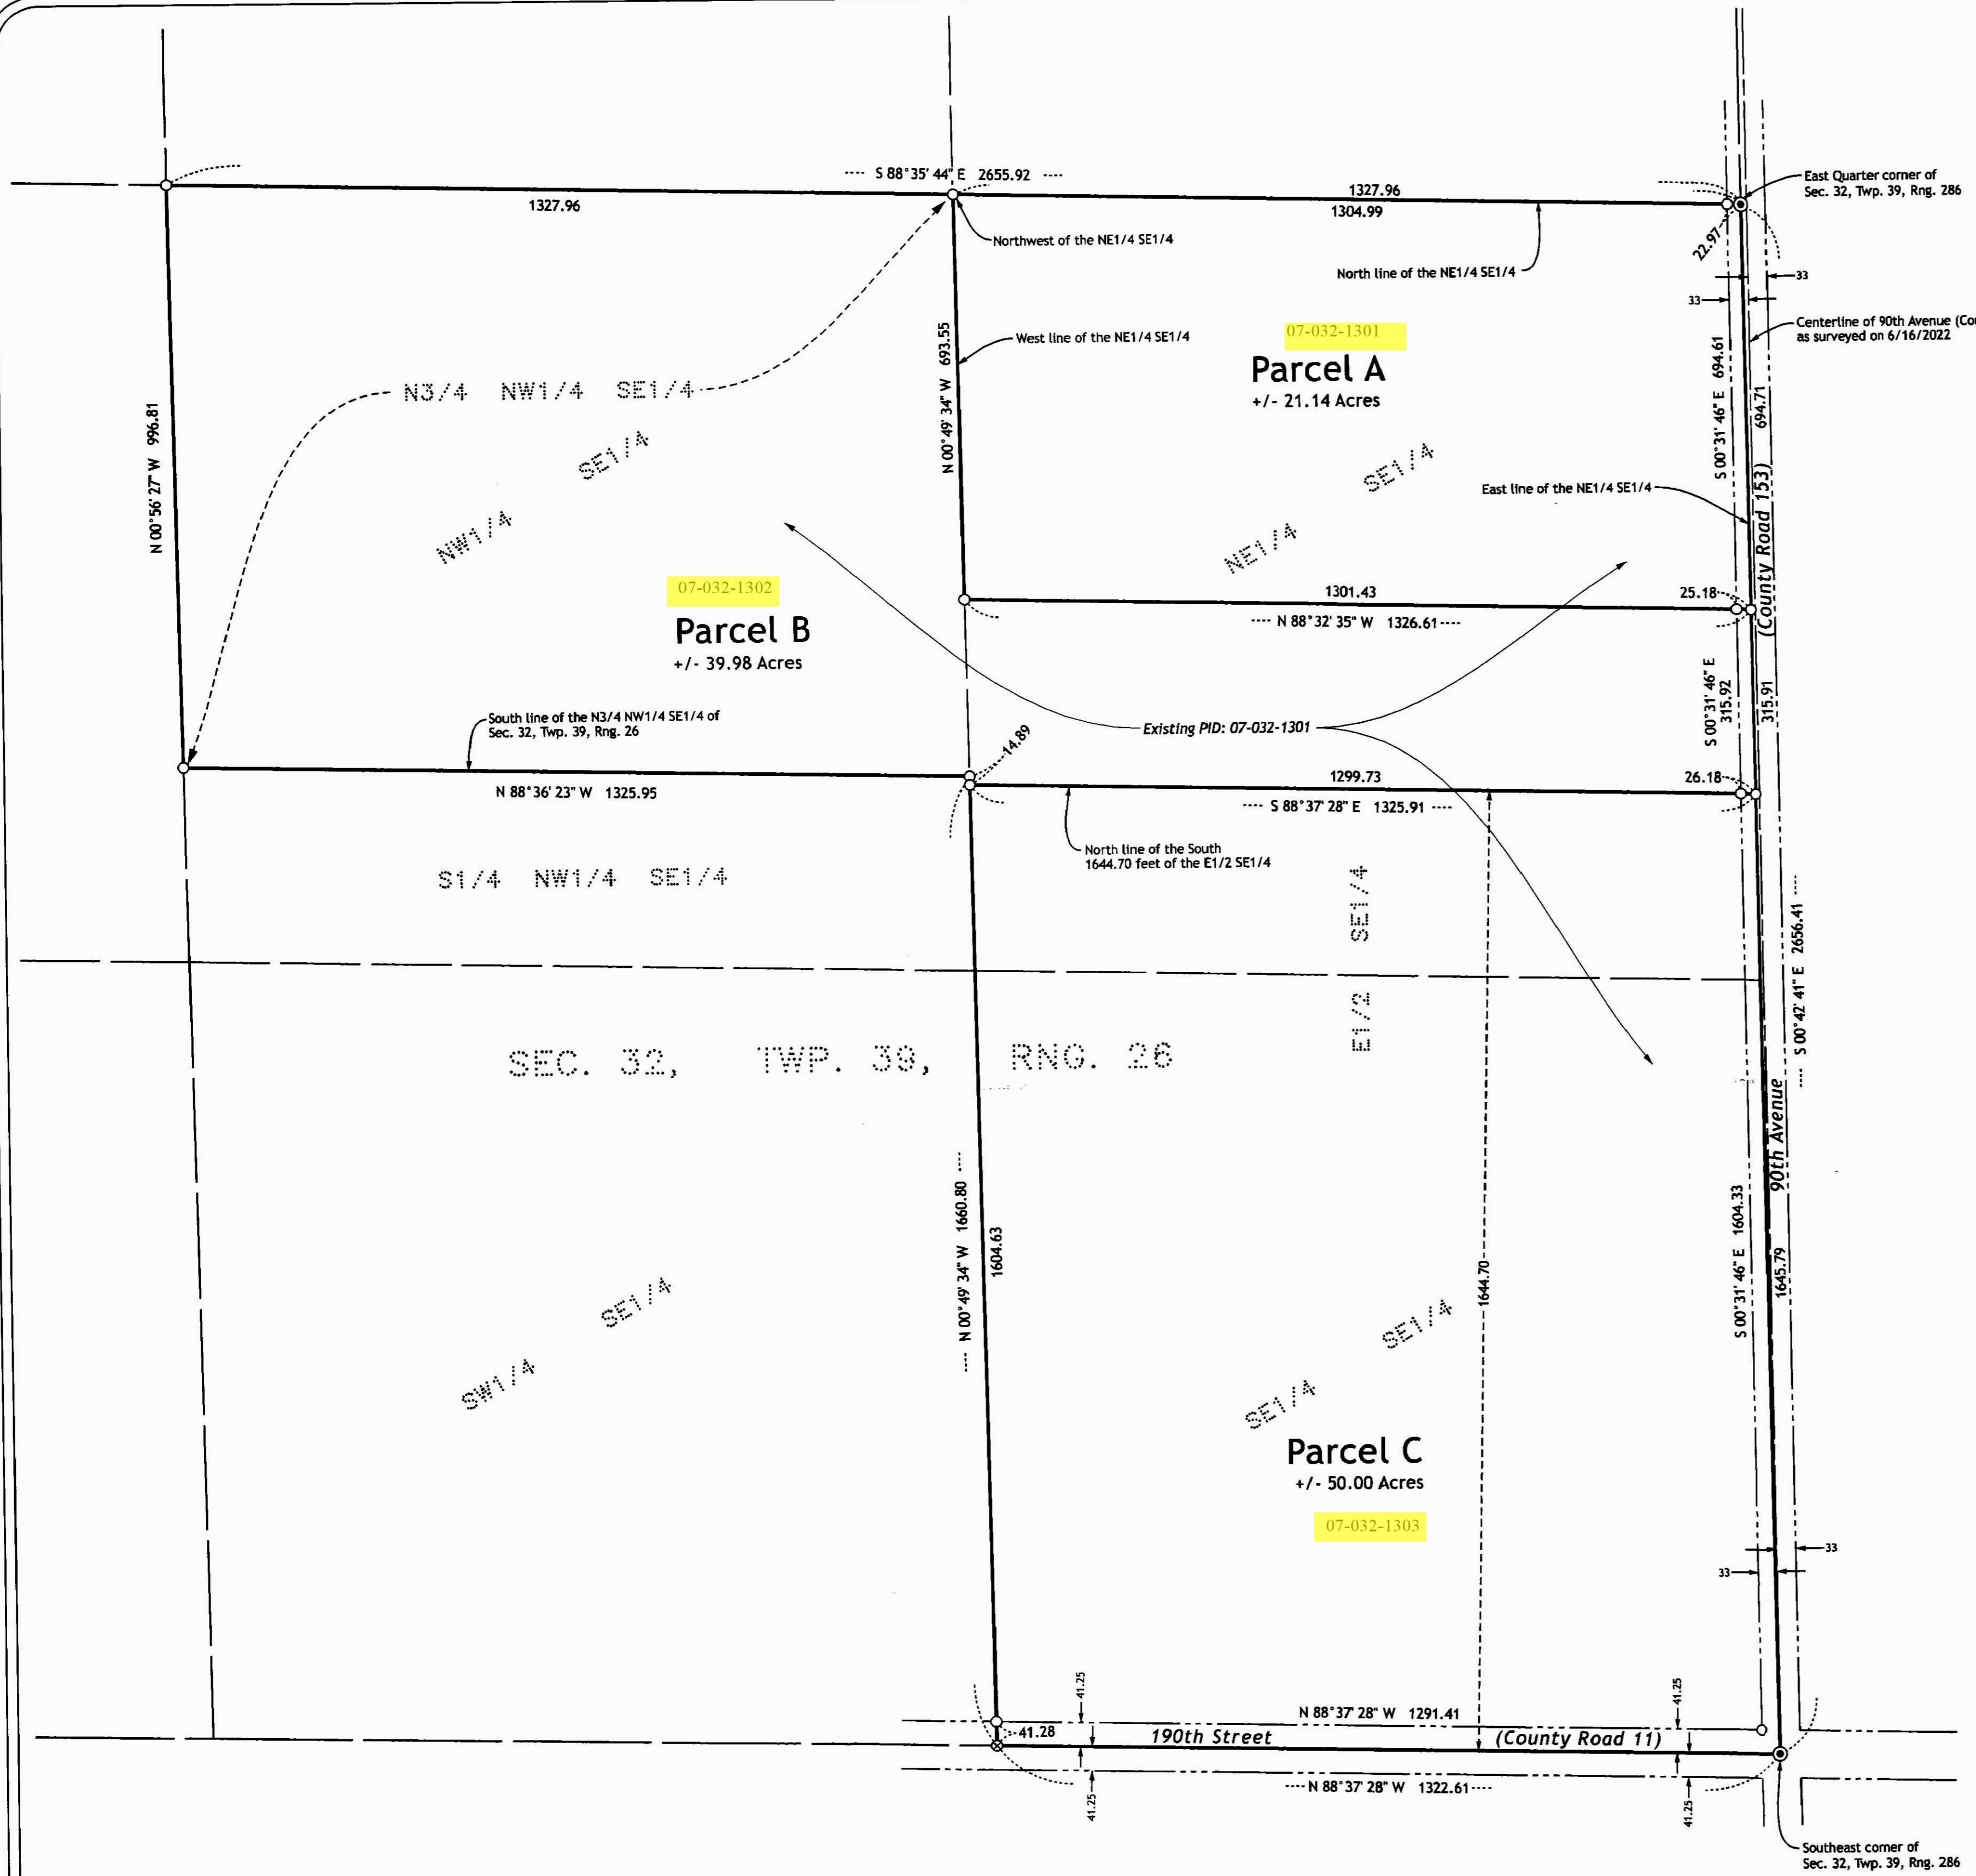 S 88°35'44" E 2655.92
1327.96
1327.96
1304.99
East Quarter corner of
Sec. 32, Twp. 39, Rng. 286
22.97
Northwest of the NE1/4 SE1/4
North line of the NE1/4 SE1/4
33
33
07-032-1301
Parcel A
+/- 21.14 Acres
Centerline of 90th Avenue (Cou
as surveyed on 6/16/2022
N 00°49'34" W 693.55
West line of the NE1/4 SE1/4
S 00°31'46" E 694.61
694.71
N3/4 NW1/4 SE1/4
N 00°56'27" W 996.81
NW1/4 SE1/4
NE1/4 SE1/4
East line of the NE1/4 SE1/4
(County Road 153)
07-032-1302
Parcel B
+/- 39.98 Acres
1301.43
25.18
N 88°32'35" W 1326.61
S 00°31'46" E
315.92
315.91
South line of the N3/4 NW1/4 SE1/4 of
Sec. 32, Twp. 39, Rng. 26
Existing PID: 07-032-1301
14.89
1299.73
26.18
N 88°36'23" W 1325.95
S 88°37'28" E 1325.91
North line of the South
1644.70 feet of the E1/2 SE1/4
S1/4 NW1/4 SE1/4
E1/2 SE1/4
S 00°42'41" E 2656.41
SEC. 32, TWP. 39, RNG. 26
90th Avenue
N 00°49'34" W 1660.80
1604.63
1644.70
S 00°31'46" E 1604.33
1645.79
SW1/4 SE1/4
SE1/4 SE1/4
Parcel C
+/- 50.00 Acres
07-032-1303
33
33
41.25
41.25
N 88°37'28" W 1291.41
41.28
190th Street (County Road 11)
N 88°37'28" W 1322.61
41.25
41.25
Southeast corner of
Sec. 32, Twp. 39, Rng. 286